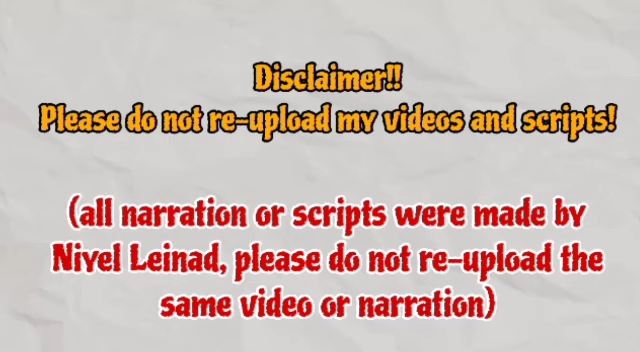 Disclaimer!!
Please do not re-upload my videos and scripts!
(all narration or scripts were made by
Nivel Leinad, please do not re-upload the
same video or narration)